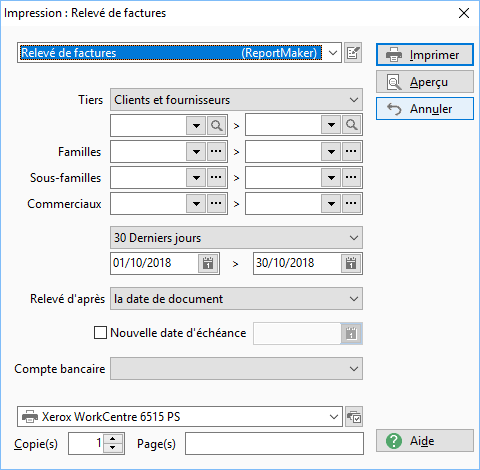 Impression : Relevé de factures
Relevé de factures (ReportMaker)
Imprimer
Aperçu
Annuler
Tiers Clients et fournisseurs
>
Familles >
Sous-familles >
Commerciaux >
30 Derniers jours
01/10/2018 > 30/10/2018
Relevé d'après la date de document
Nouvelle date d'échéance
Compte bancaire
Xerox WorkCentre 6515 PS
Copie(s) 1 Page(s)
Aide